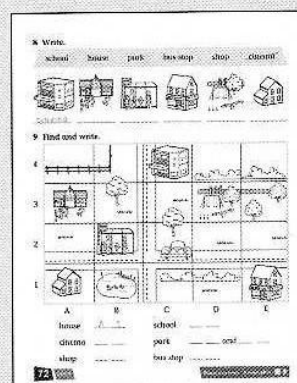 8 Write.
school house park bus stop shop cinema
9 Find and write.
4
3
2
1
A B C D E
house A 1 school
cinema park and
shop bus stop
72